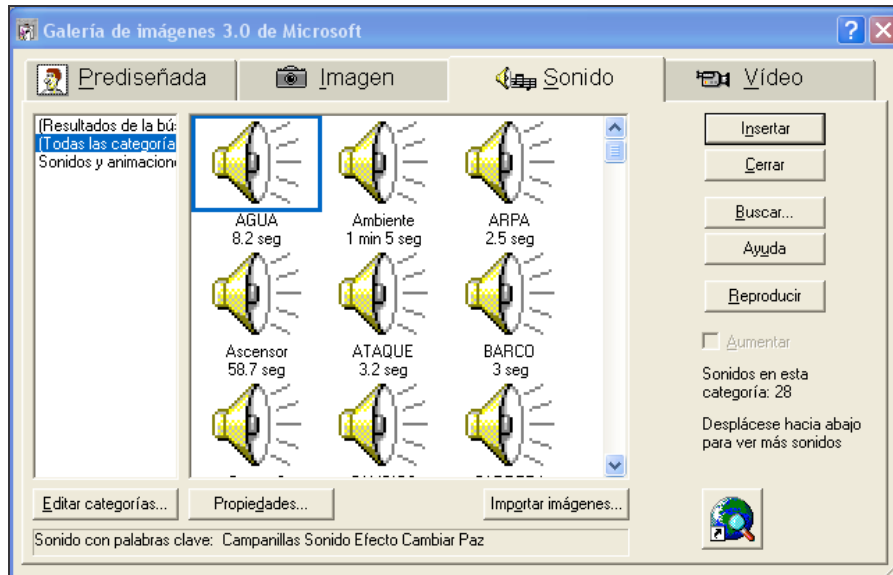 Galería de imágenes 3.0 de Microsoft
Prediseñada
Imagen
Sonido
Vídeo
(Resultados de la bú
(Todas las categoría
Sonidos y animacion
AGUA
8.2 seg
Ambiente
1 min 5 seg
ARPA
2.5 seg
Ascensor
58.7 seg
ATAQUE
3.2 seg
BARCO
3 seg
Insertar
Cerrar
Buscar...
Ayuda
Reproducir
Aumentar
Sonidos en esta
categoría: 28
Desplácese hacia abajo
para ver más sonidos
Editar categorías...
Propiedades...
Importar imágenes...
Sonido con palabras clave: Campanillas Sonido Efecto Cambiar Paz